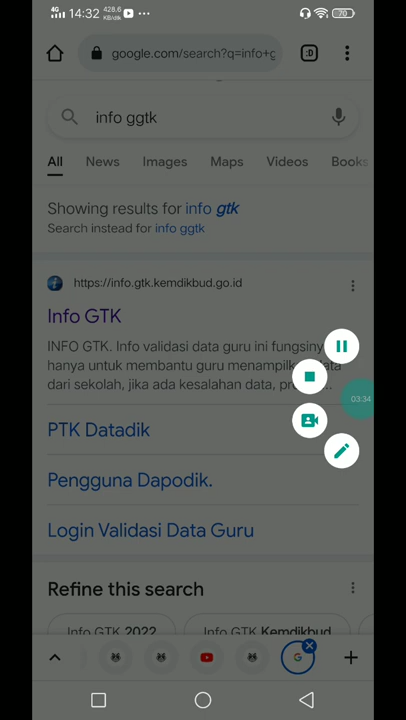 4G 14:32 428.6 KB/dtk 70
google.com/search?q=info+g
:D
info ggtk
All News Images Maps Videos Books
Showing results for info gtk
Search instead for info ggtk
https://info.gtk.kemdikbud.go.id
Info GTK
INFO GTK. Info validasi data guru ini fungsiny
hanya untuk membantu guru menampilk ata
dari sekolah, jika ada kesalahan data, pr
03:34
PTK Datadik
Pengguna Dapodik.
Login Validasi Data Guru
Refine this search
Info GTK 2022 Info GTK Kemdikbud